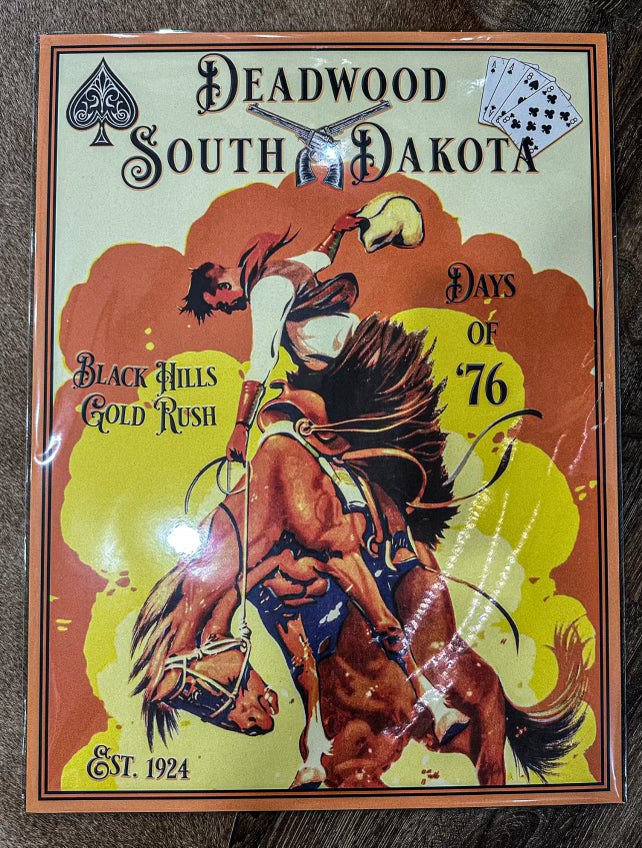 DEADWOOD
SOUTH DAKOTA
DAYS
OF
‘76
BLACK HILLS
GOLD RUSH
EST. 1924